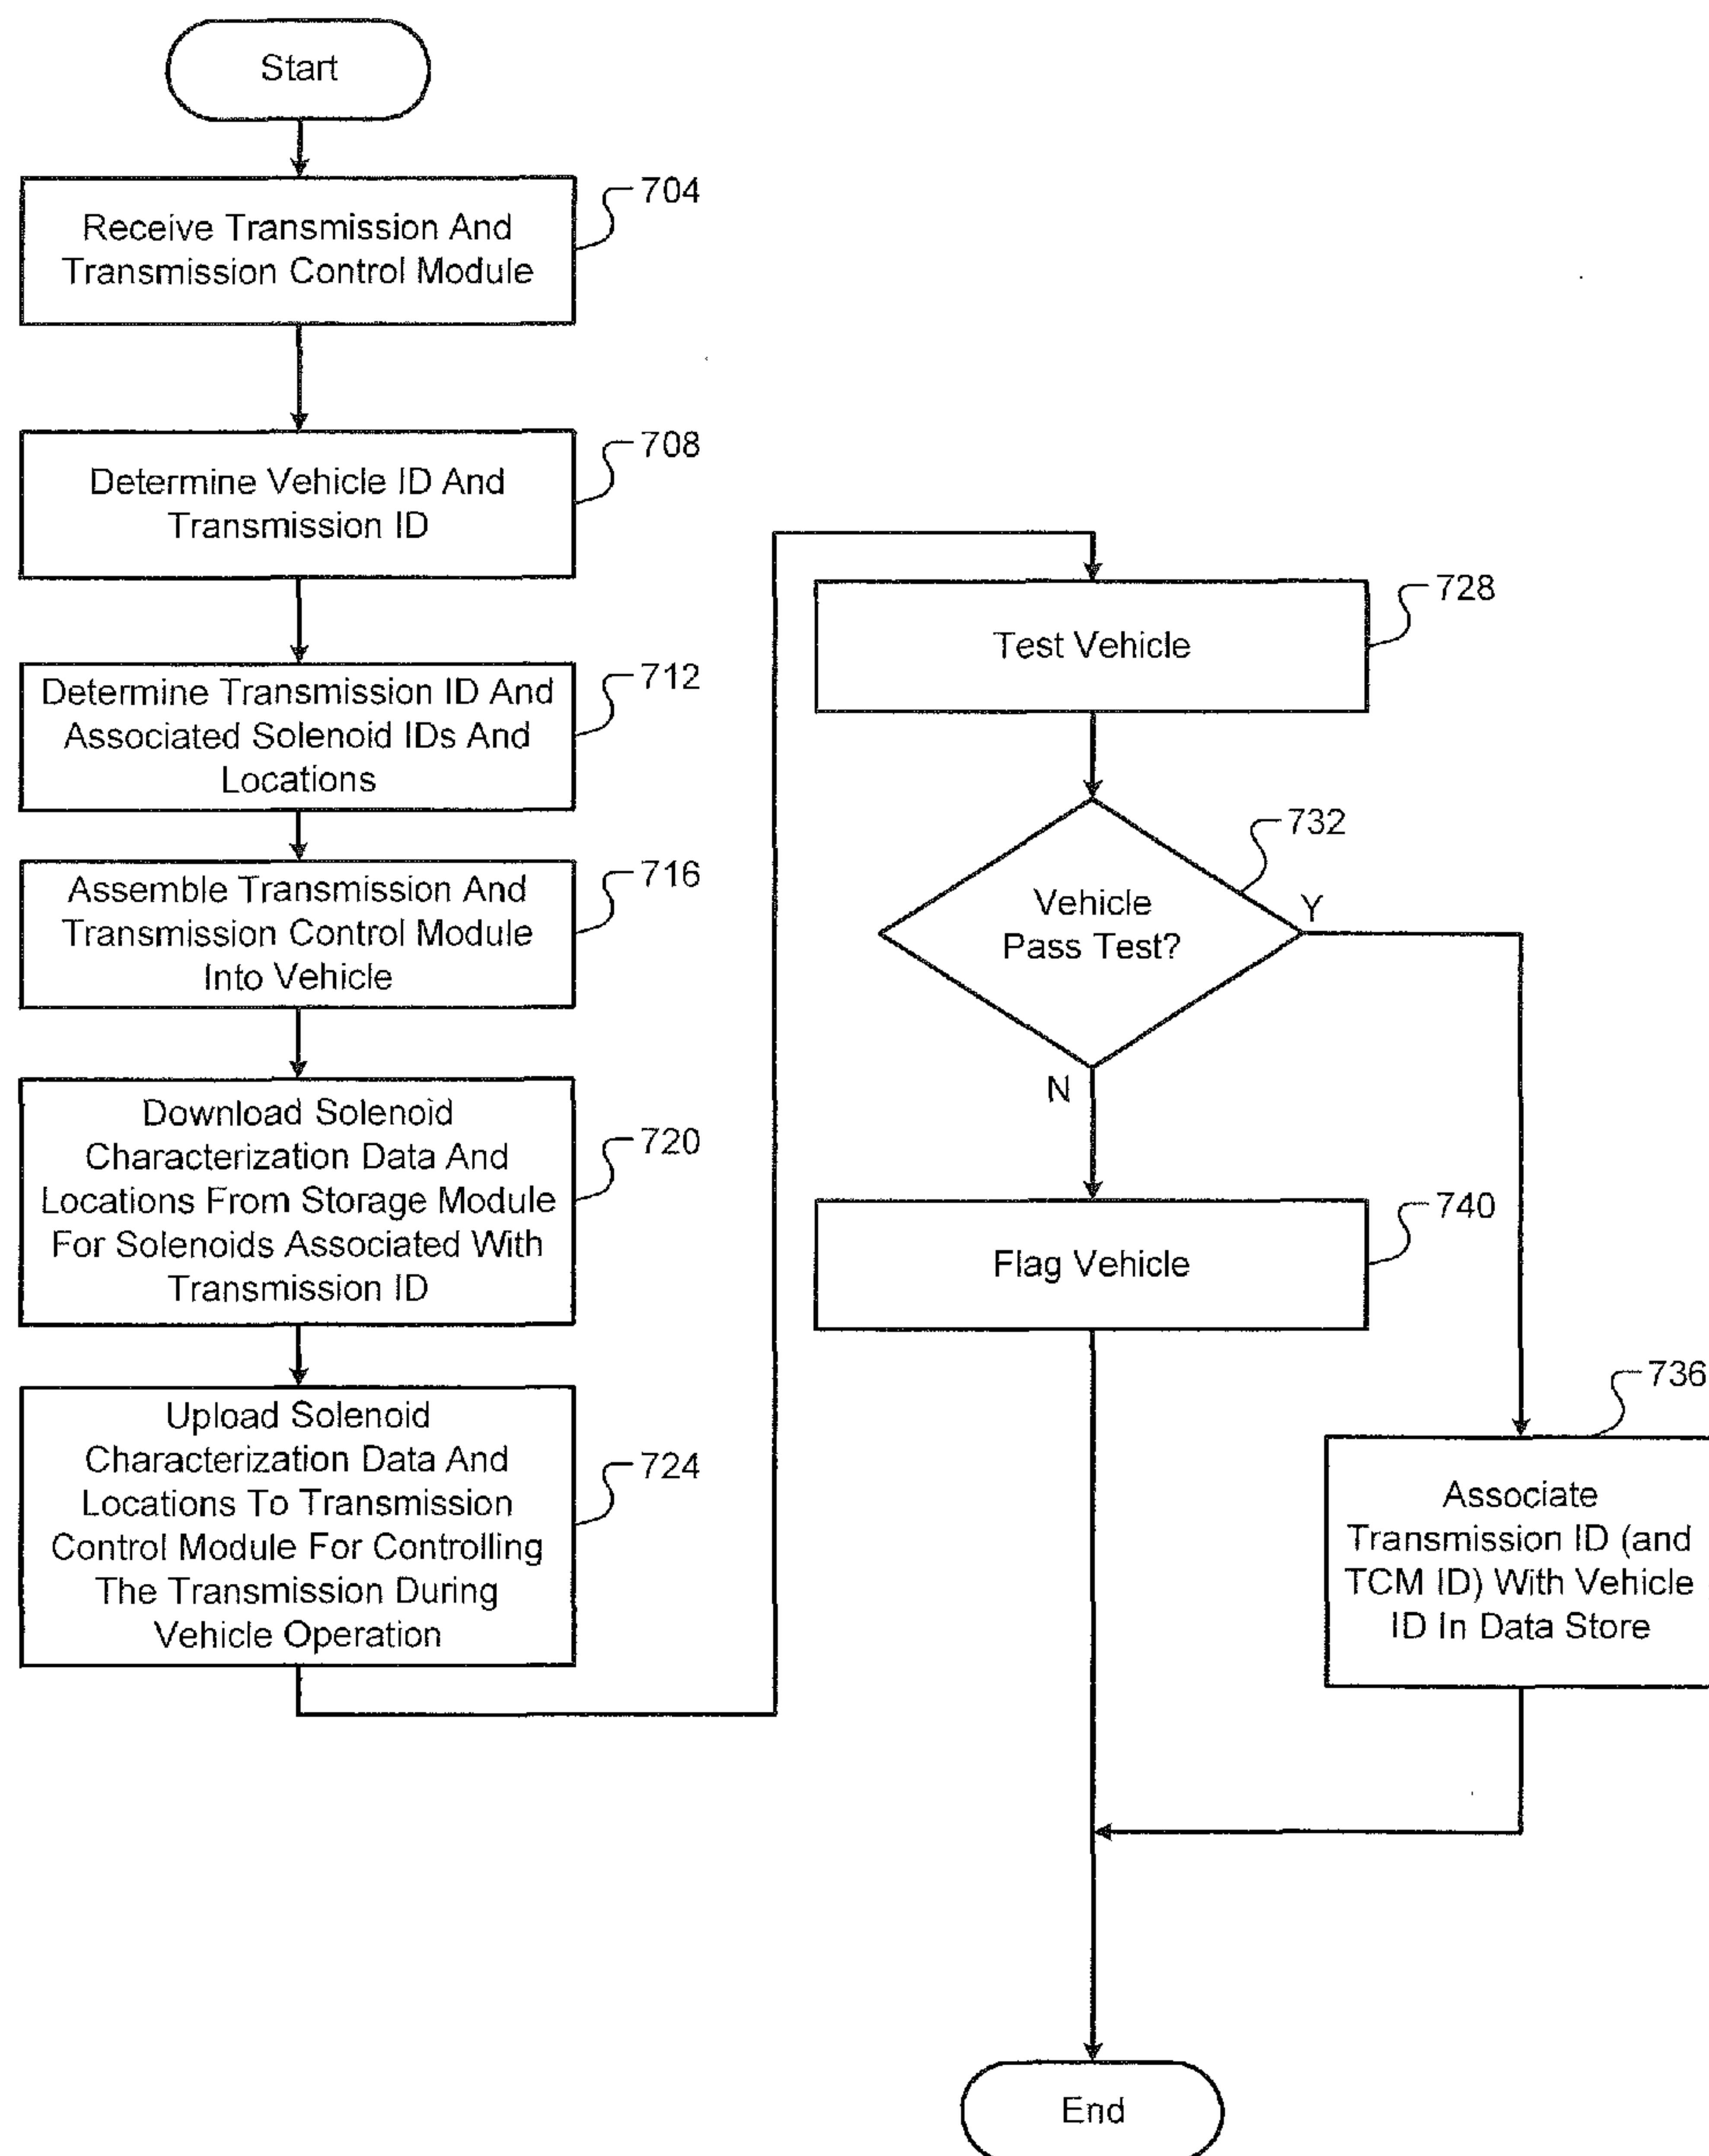 Start
704
Receive Transmission And
Transmission Control Module
708
Determine Vehicle ID And
Transmission ID
712
Determine Transmission ID And
Associated Solenoid IDs And
Locations
716
Assemble Transmission And
Transmission Control Module
Into Vehicle
720
Download Solenoid
Characterization Data And
Locations From Storage Module
For Solenoids Associated With
Transmission ID
724
Upload Solenoid
Characterization Data And
Locations To Transmission
Control Module For Controlling
The Transmission During
Vehicle Operation
728
Test Vehicle
732
Vehicle
Pass Test?
Y
N
740
Flag Vehicle
736
Associate
Transmission ID (and
TCM ID) With Vehicle
ID In Data Store
End